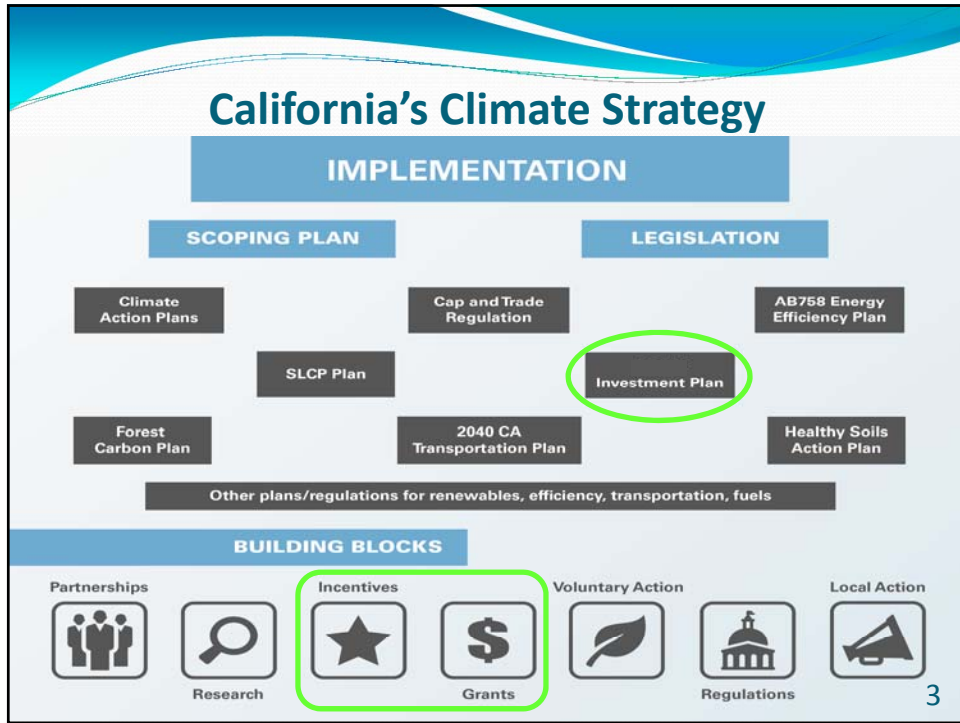 California's Climate Strategy
IMPLEMENTATION
SCOPING PLAN
LEGISLATION
Climate
Action Plans
Cap and Trade
Regulation
AB758 Energy
Efficiency Plan
SLCP Plan
Investment Plan
Forest
Carbon Plan
2040 CA
Transportation Plan
Healthy Soils
Action Plan
Other plans/regulations for renewables, efficiency, transportation, fuels
BUILDING BLOCKS
Partnerships
Research
Incentives
$
Grants
Voluntary Action
Regulations
Local Action
3